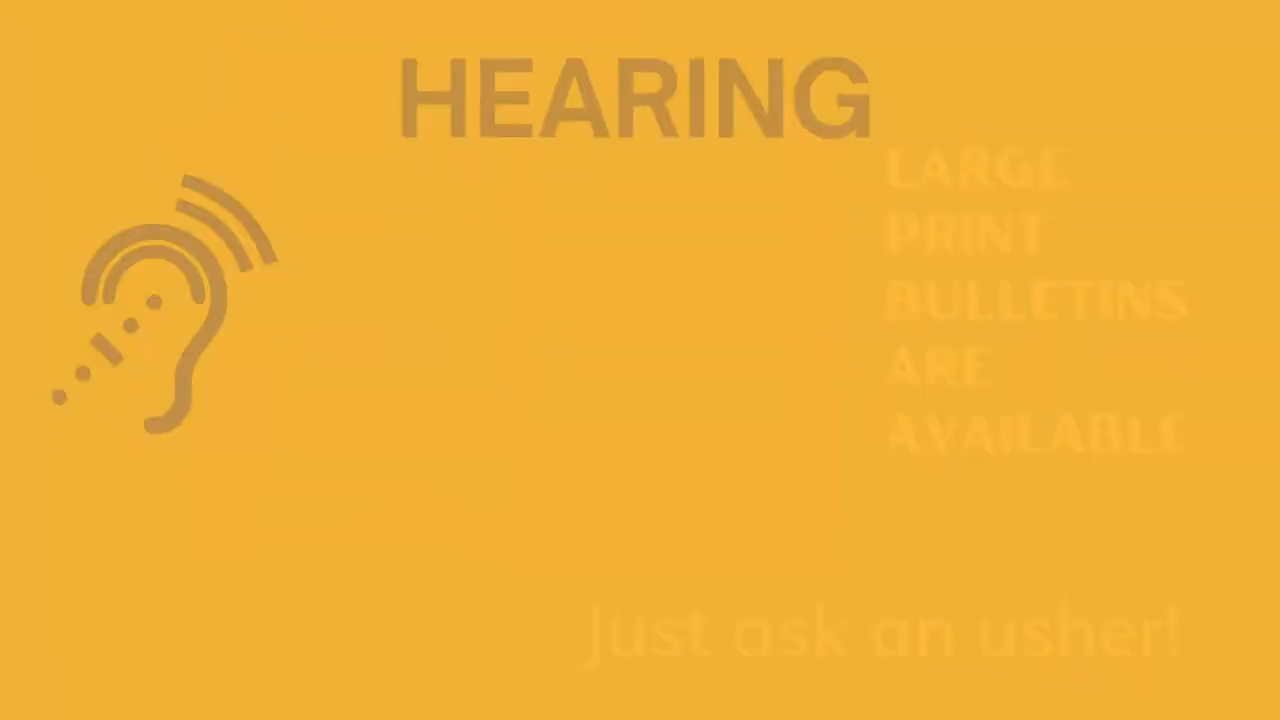 HEARING
LARGE
PRINT
BULLETINS
ARE
AVAILABLE
Just ask an usher!